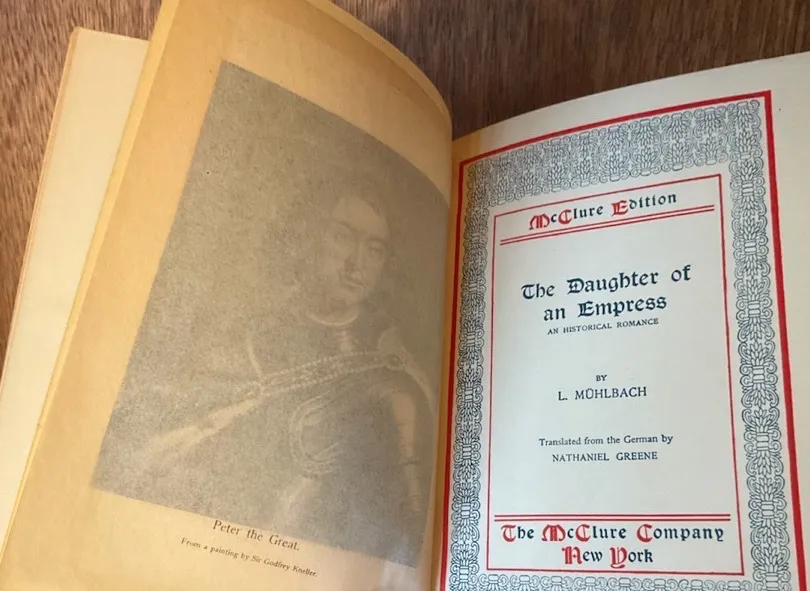 Peter the Great.
From a painting by Sir Godfrey Kneller.
McClure Edition
The Daughter of
an Empress
AN HISTORICAL ROMANCE
BY
L. MÜHLBACH
Translated from the German by
NATHANIEL GREENE
The McClure Company
New York